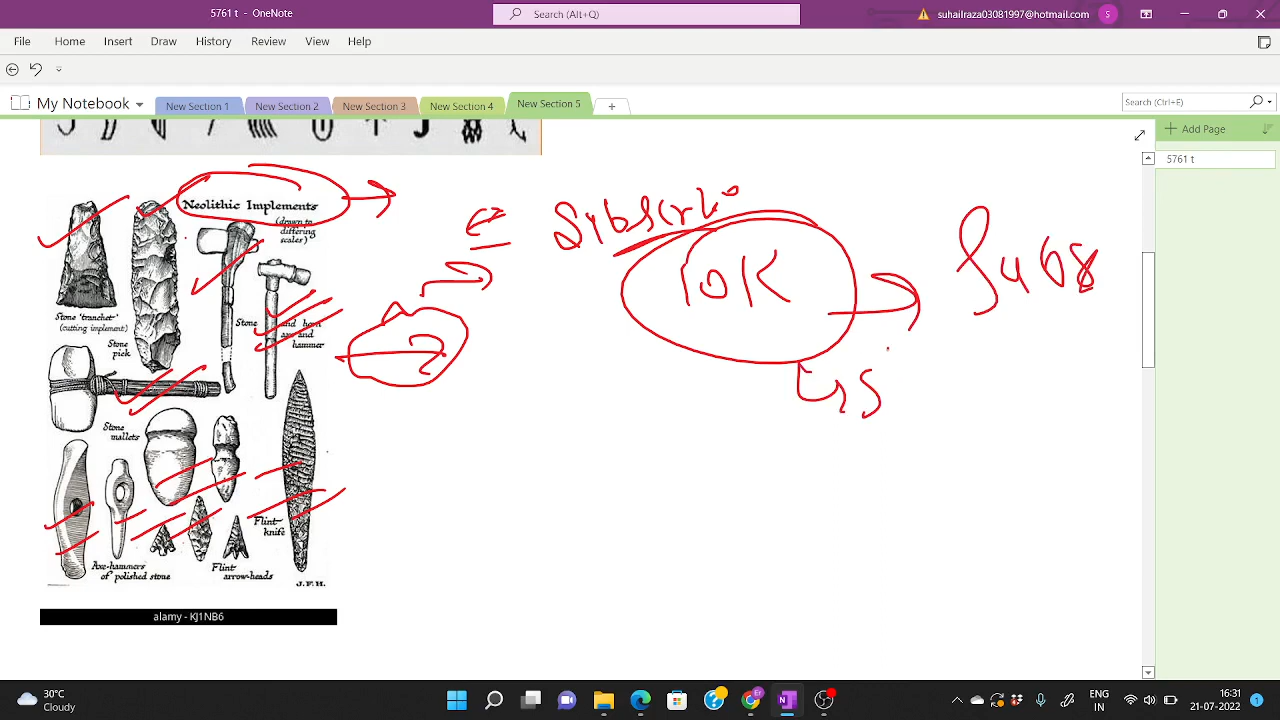 5761 t - OneNote
Search (Alt+Q)
suhailraza03081997@hotmail.com
S
File Home Insert Draw History Review View Help
My Notebook
New Section 1
New Section 2
New Section 3
New Section 4
New Section 5
+
Search (Ctrl+E)
+ Add Page
5761 t
Neolithic Implements
(drawn to
differing
scales)
Stone 'tranchet'
(cutting implement)
Stone
pick
Stone and horn
axe and
hammer
Stone
mallets
Flint
knife
Axe-hammers
of polished stone
Flint
arrow-heads
J.F.H.
alamy - KJ1NB6
10K
30°C
Cloudy
ENG
IN
18:31
21-07-2022
1